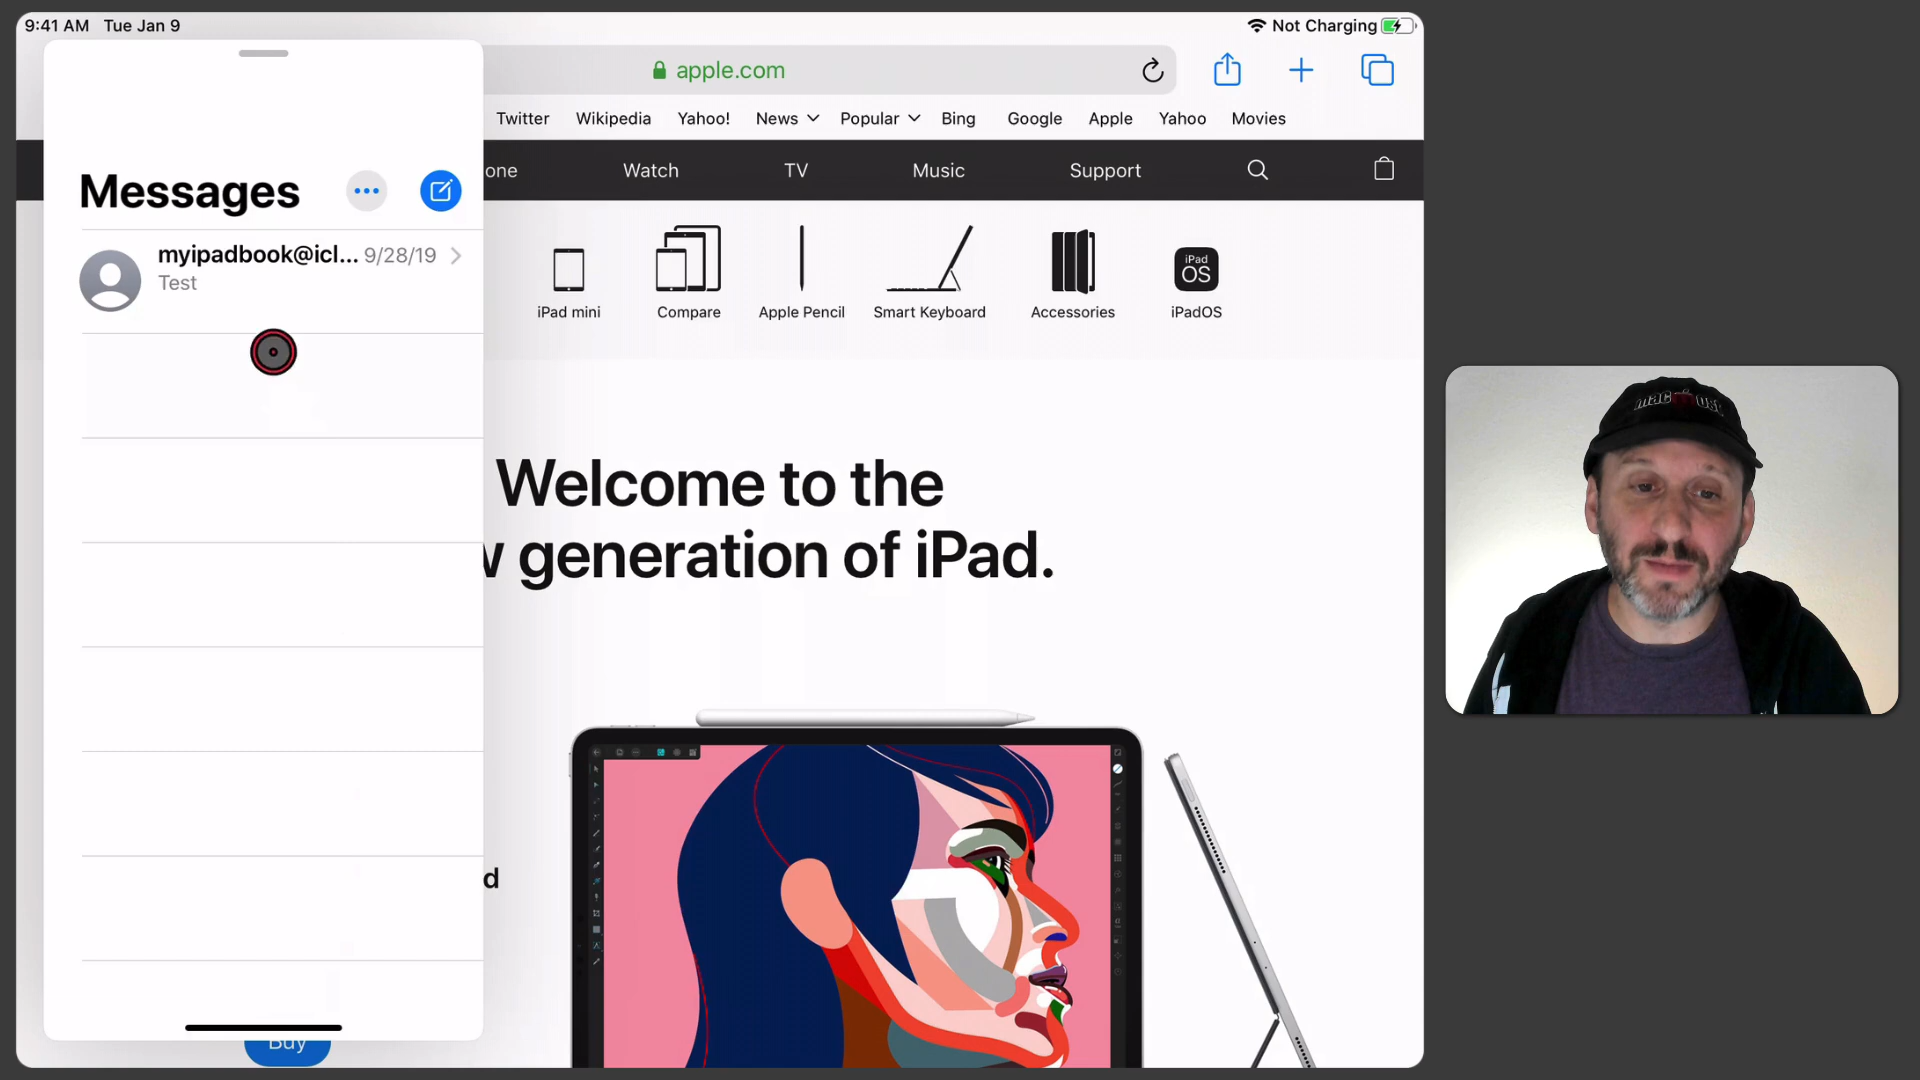 9:41 AM Tue Jan 9
Not Charging
apple.com
Twitter Wikipedia Yahoo! News Popular Bing Google Apple Yahoo Movies
one Watch TV Music Support
Messages
myipadbook@icl... 9/28/19
Test
iPad mini
Compare
Apple Pencil
Smart Keyboard
Accessories
iPad
OS
iPadOS
Welcome to the
w generation of iPad.
d
Buy